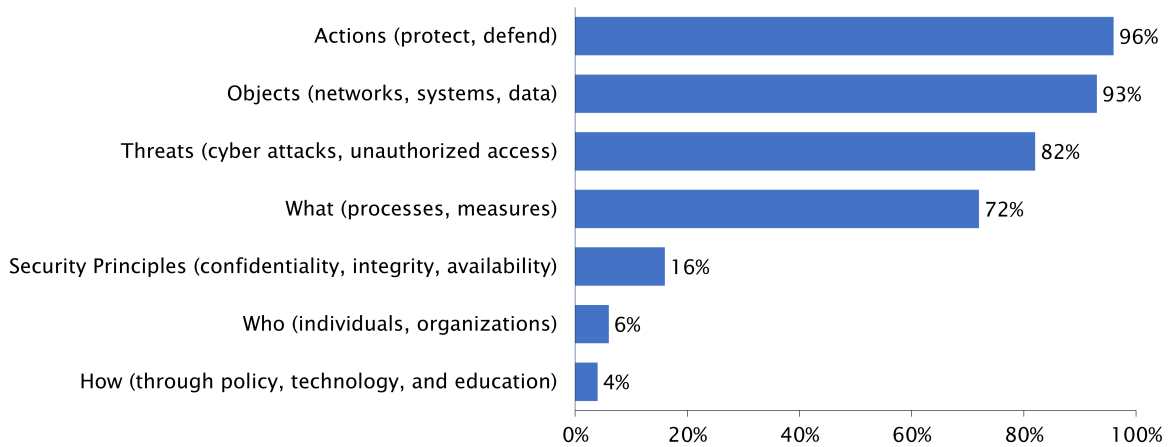 Actions (protect, defend) 96%
Objects (networks, systems, data) 93%
Threats (cyber attacks, unauthorized access) 82%
What (processes, measures) 72%
Security Principles (confidentiality, integrity, availability) 16%
Who (individuals, organizations) 6%
How (through policy, technology, and education) 4%
0% 20% 40% 60% 80% 100%